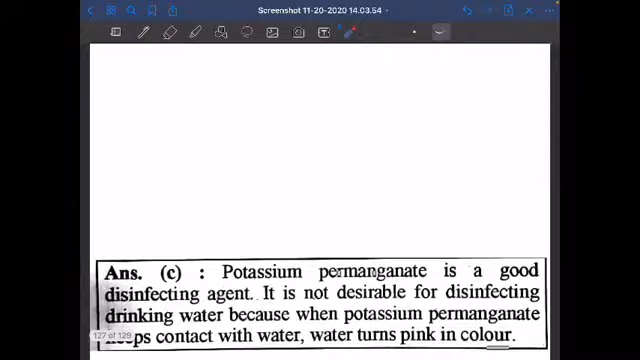 Screenshot 11-20-2020 14.03.54
Ans. (c) : Potassium permanganate is a good
disinfecting agent. It is not desirable for disinfecting
drinking water because when potassium permanganate
127 of 129
keeps contact with water, water turns pink in colour.